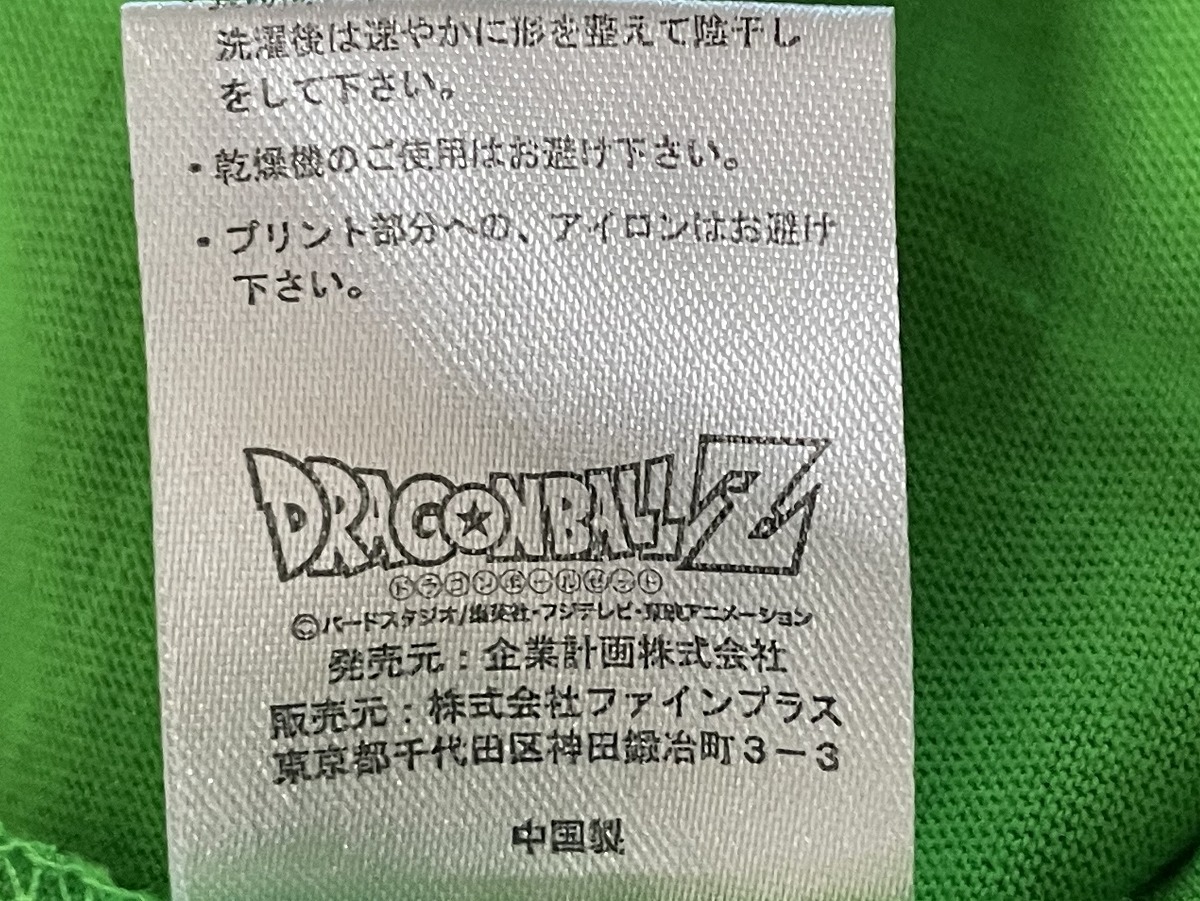 洗濯後は速やかに形を整えて陰干し
をして下さい。
・乾燥機のご使用はお避け下さい。
・プリント部分への、アイロンはお避け
下さい。
DRAGONBALL Z
ドラゴンボールゼット
©バードスタジオ/集英社・フジテレビ・東映アニメーション
発売元：企業計画株式会社
販売元：株式会社ファインプラス
東京都千代田区神田鍛冶町3－3
中国製